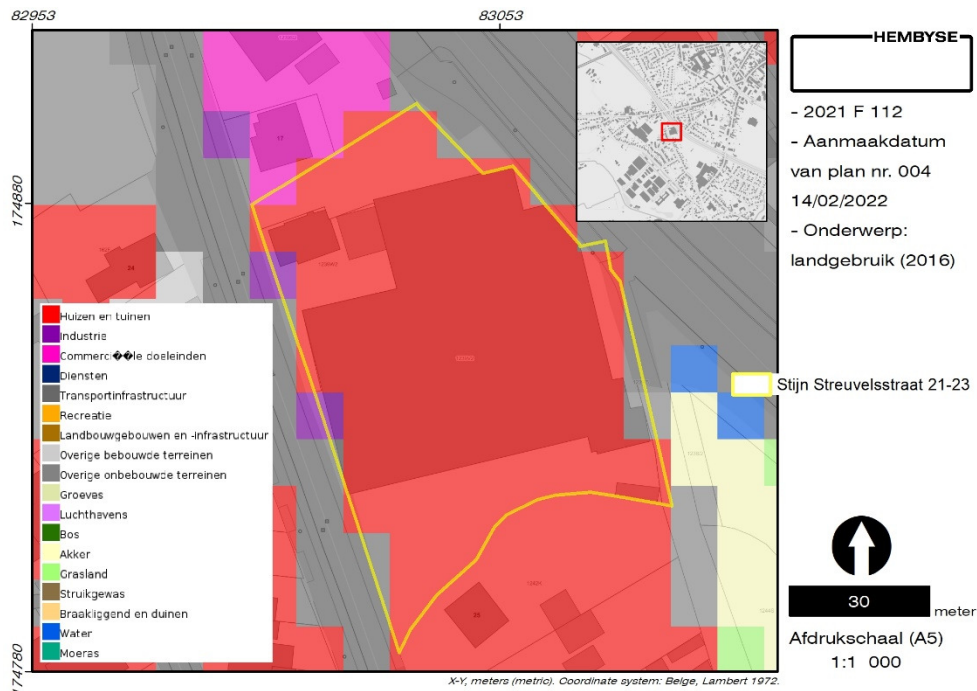 82953
83053
174880
174780
17
24
20
Huizen en tuinen
Industrie
Commerci��le doeleinden
Diensten
Transportinfrastructuur
Recreatie
Landbouwgebouwen en -infrastructuur
Overige bebouwde terreinen
Overige onbebouwde terreinen
Groeves
Luchthavens
Bos
Akker
Grasland
Struikgewas
Braakliggend en duinen
Water
Moeras
X-Y, meters (metric). Coordinate system: Belge, Lambert 1972.
HEMBYSE
- 2021 F 112
- Aanmaakdatum
van plan nr. 004
14/02/2022
- Onderwerp:
landgebruik (2016)
Stijn Streuvelsstraat 21-23
30 meter
Afdrukschaal (A5)
1:1 000